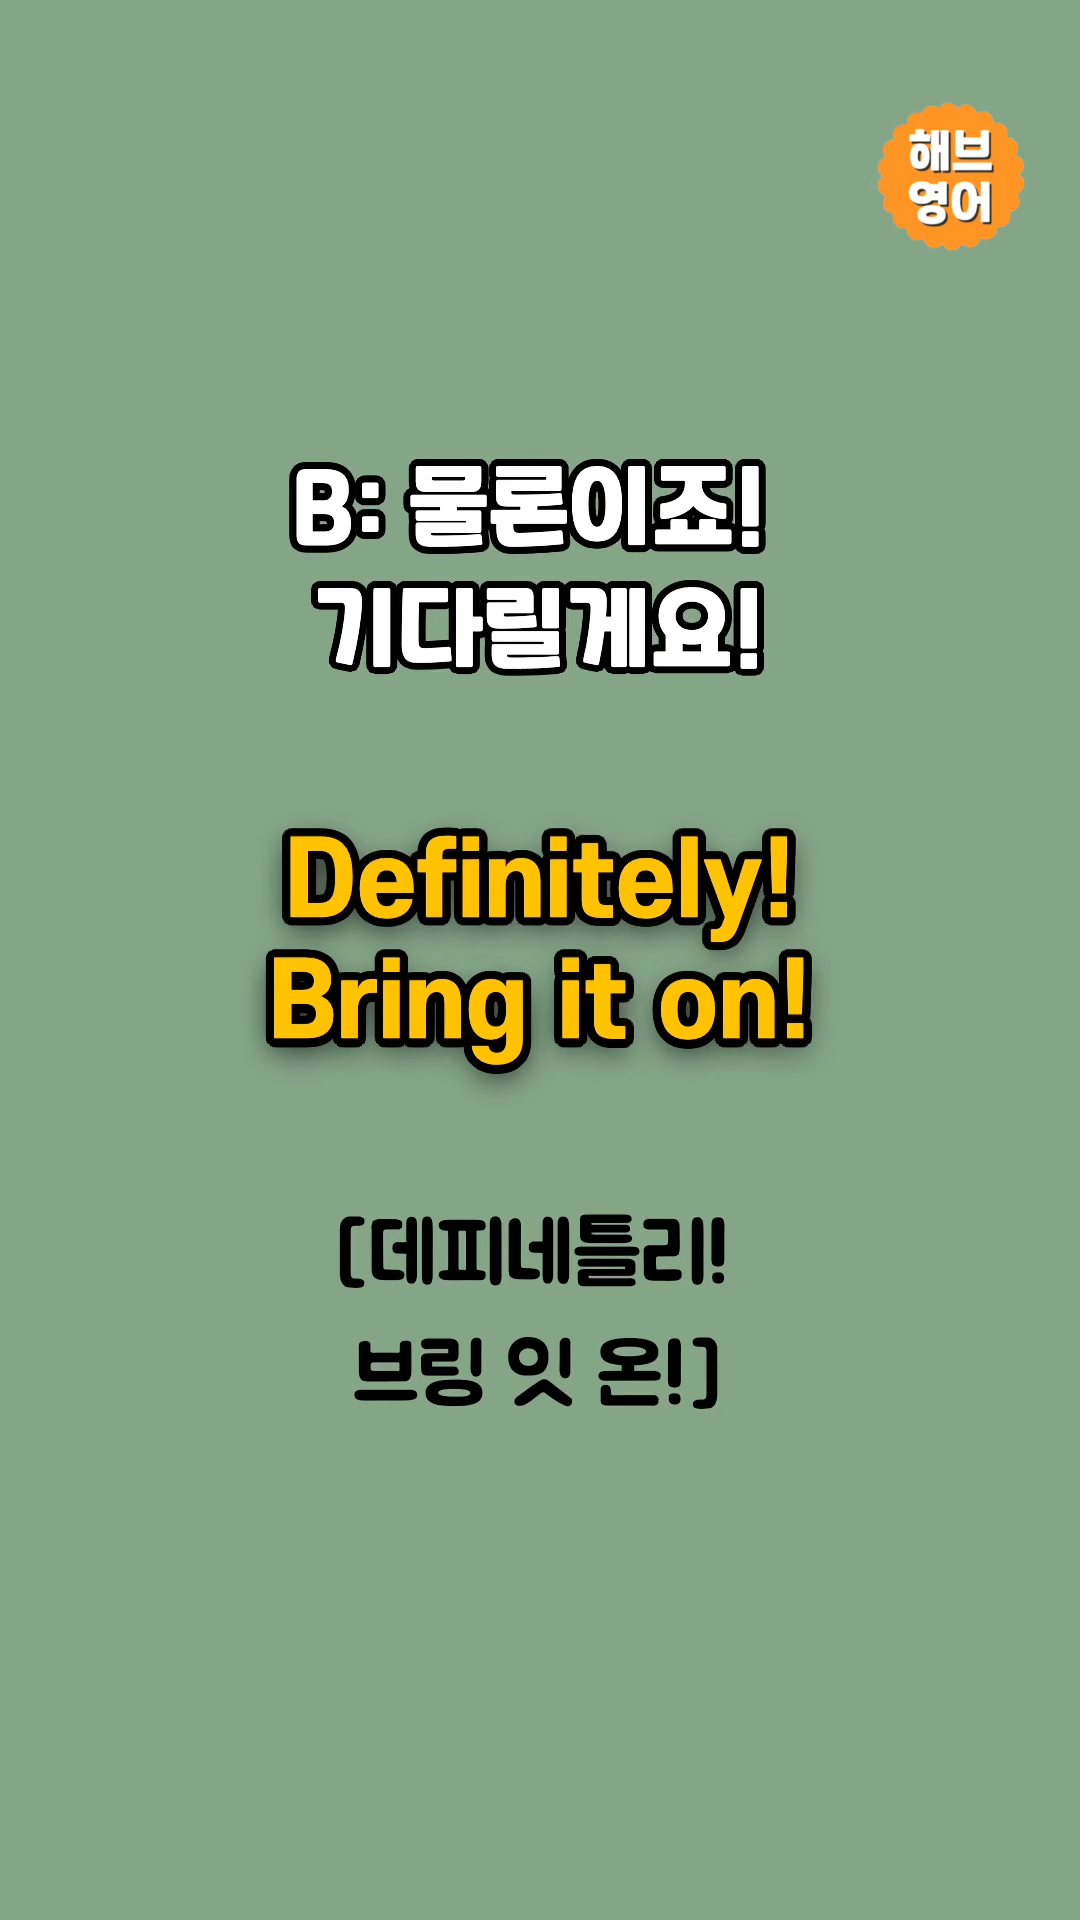 해브
영어
B: 물론이죠!
기다릴게요!
Definitely!
Bring it on!
[데피네틀리!
브링 잇 온!]